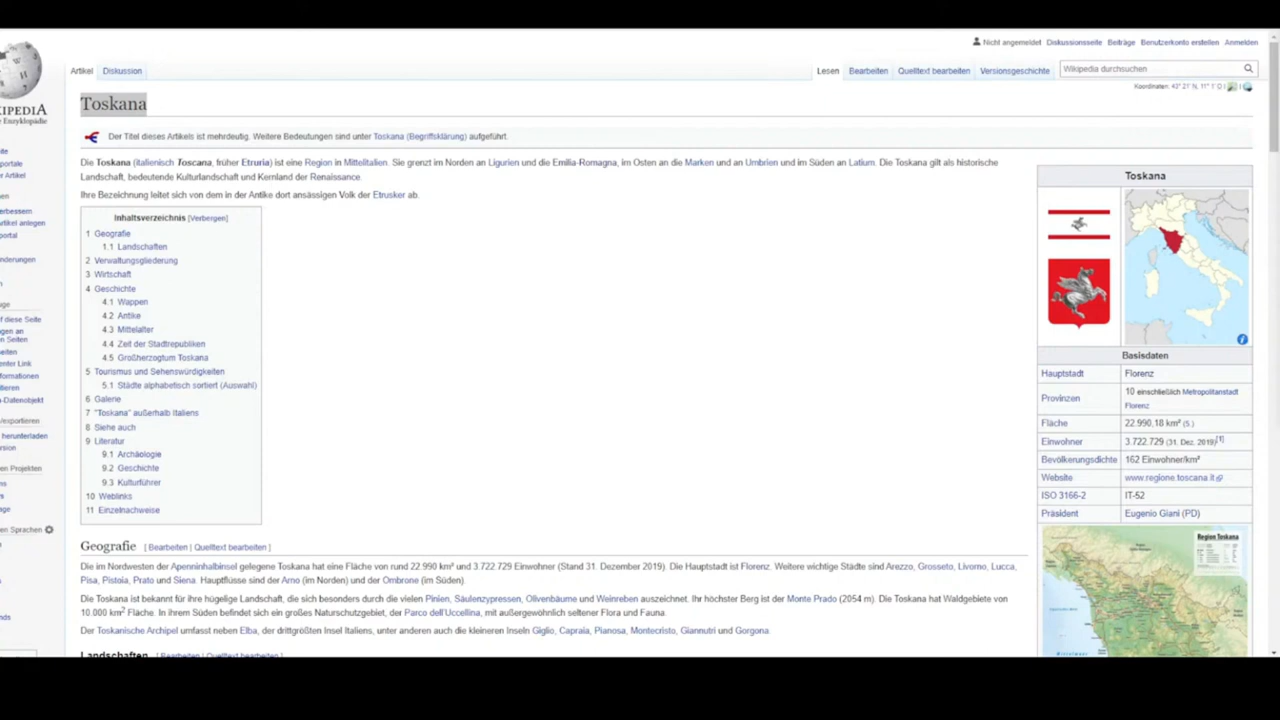 Nicht angemeldet Diskussionsseite Beiträge Benutzerkonto erstellen Anmelden
Artikel Diskussion Lesen Bearbeiten Quelltext bearbeiten Versionsgeschichte Wikipedia durchsuchen
Koordinaten: 43° 21′ N, 11° 1′ O
Toskana
Der Titel dieses Artikels ist mehrdeutig. Weitere Bedeutungen sind unter Toskana (Begriffsklärung) aufgeführt.
Die Toskana (italienisch Toscana, früher Etruria) ist eine Region in Mittelitalien. Sie grenzt im Norden an Ligurien und die Emilia-Romagna, im Osten an die Marken und an Umbrien und im Süden an Latium. Die Toskana gilt als historische
Landschaft, bedeutende Kulturlandschaft und Kernland der Renaissance.
Ihre Bezeichnung leitet sich von dem in der Antike dort ansässigen Volk der Etrusker ab.
Inhaltsverzeichnis [Verbergen]
1 Geografie
1.1 Landschaften
2 Verwaltungsgliederung
3 Wirtschaft
4 Geschichte
4.1 Wappen
4.2 Antike
4.3 Mittelalter
4.4 Zeit der Stadtrepubliken
4.5 Großherzogtum Toskana
5 Tourismus und Sehenswürdigkeiten
5.1 Städte alphabetisch sortiert (Auswahl)
6 Galerie
7 "Toskana" außerhalb Italiens
8 Siehe auch
9 Literatur
9.1 Archäologie
9.2 Geschichte
9.3 Kulturführer
10 Weblinks
11 Einzelnachweise
Geografie [ Bearbeiten | Quelltext bearbeiten ]
Die im Nordwesten der Apenninhalbinsel gelegene Toskana hat eine Fläche von rund 22.990 km² und 3.722.729 Einwohner (Stand 31. Dezember 2019). Die Hauptstadt ist Florenz. Weitere wichtige Städte sind Arezzo, Grosseto, Livorno, Lucca,
Pisa, Pistoia, Prato und Siena. Hauptflüsse sind der Arno (im Norden) und der Ombrone (im Süden).
Die Toskana ist bekannt für ihre hügelige Landschaft, die sich besonders durch die vielen Pinien, Säulenzypressen, Olivenbäume und Weinreben auszeichnet. Ihr höchster Berg ist der Monte Prado (2054 m). Die Toskana hat Waldgebiete von
10.000 km² Fläche. In ihrem Süden befindet sich ein großes Naturschutzgebiet, der Parco dell'Uccellina, mit außergewöhnlich seltener Flora und Fauna.
Der Toskanische Archipel umfasst neben Elba, der drittgrößten Insel Italiens, unter anderen auch die kleineren Inseln Giglio, Capraia, Pianosa, Montecristo, Giannutri und Gorgona.
Landschaften [ Bearbeiten | Quelltext bearbeiten ]
Toskana
Basisdaten
Hauptstadt Florenz
Provinzen 10 einschließlich Metropolitanstadt
Florenz
Fläche 22.990,18 km² (5.)
Einwohner 3.722.729 (31. Dez. 2019)[1]
Bevölkerungsdichte 162 Einwohner/km²
Website www.regione.toscana.it
ISO 3166-2 IT-52
Präsident Eugenio Giani (PD)
Region Toskana